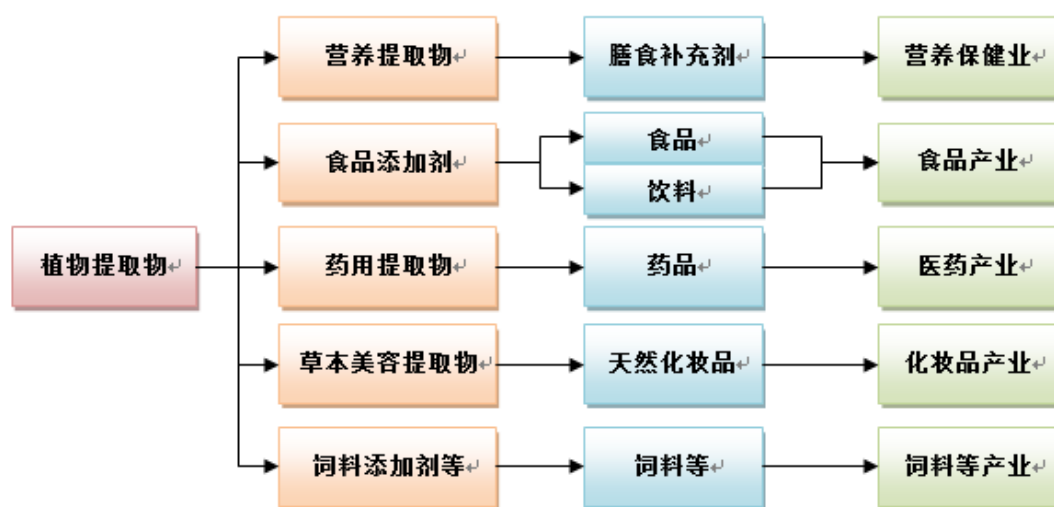 植物提取物
营养提取物
膳食补充剂
营养保健业
食品添加剂
食品
饮料
食品产业
药用提取物
药品
医药产业
草本美容提取物
天然化妆品
化妆品产业
饲料添加剂等
饲料等
饲料等产业